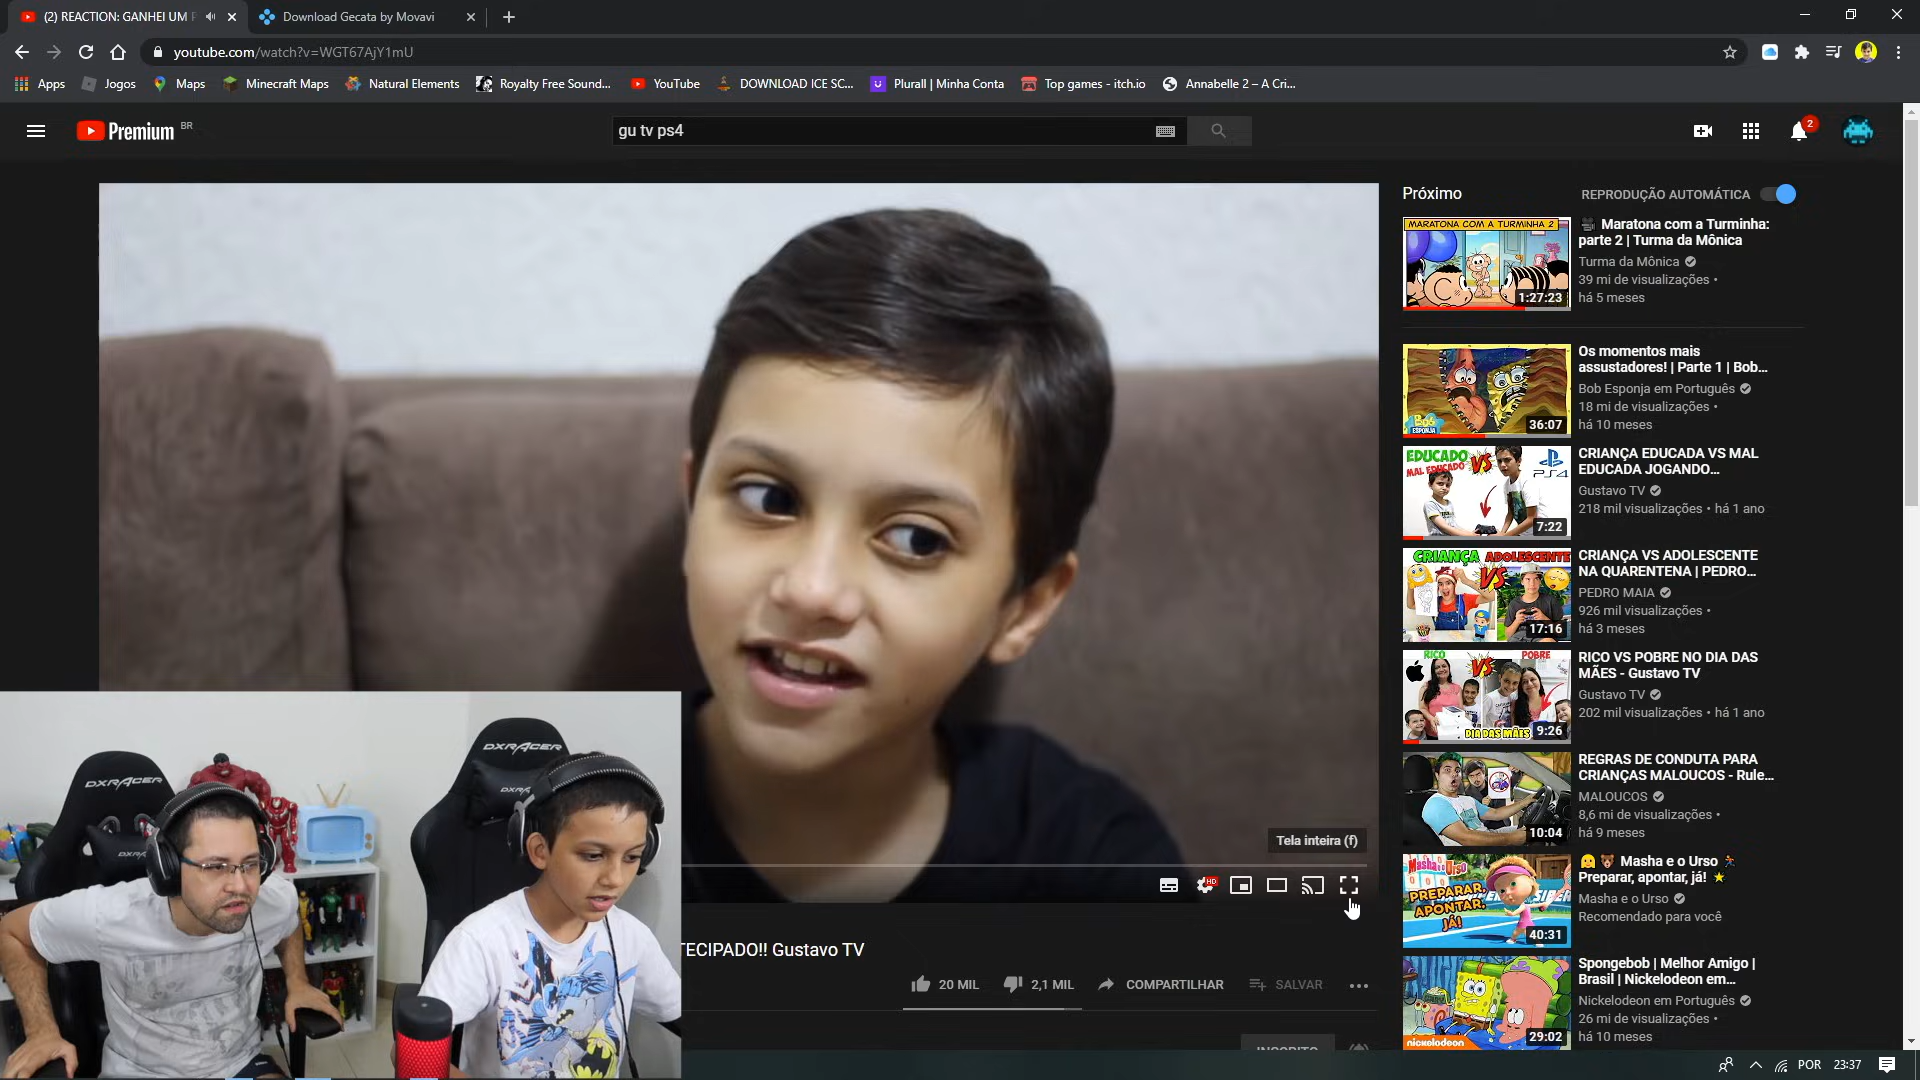 (2) REACTION: GANHEI UM P
Download Gecata by Movavi
youtube.com/watch?v=WGT67AjY1mU
Apps
Jogos
Maps
Minecraft Maps
Natural Elements
Royalty Free Sound...
YouTube
DOWNLOAD ICE SC...
Plurall | Minha Conta
Top games - itch.io
Annabelle 2 – A Cri...
Premium BR
gu tv ps4
2
Próximo
REPRODUÇÃO AUTOMÁTICA
MARATONA COM A TURMINHA 2
1:27:23
Maratona com a Turminha:
parte 2 | Turma da Mônica
Turma da Mônica
39 mi de visualizações •
há 5 meses
BOB ESPONJA
36:07
Os momentos mais
assustadores! | Parte 1 | Bob...
Bob Esponja em Português
18 mi de visualizações •
há 10 meses
EDUCADO
MAL EDUCADO
VS
PS4
7:22
CRIANÇA EDUCADA VS MAL
EDUCADA JOGANDO...
Gustavo TV
218 mil visualizações • há 1 ano
CRIANÇA ADOLESCENTE
VS
17:16
CRIANÇA VS ADOLESCENTE
NA QUARENTENA | PEDRO...
PEDRO MAIA
926 mil visualizações •
há 3 meses
RICO
VS
POBRE
DIA DAS MÃES
9:26
RICO VS POBRE NO DIA DAS
MÃES - Gustavo TV
Gustavo TV
202 mil visualizações • há 1 ano
10:04
REGRAS DE CONDUTA PARA
CRIANÇAS MALOUCOS - Rule...
MALOUCOS
8,6 mi de visualizações •
há 9 meses
Masha e o Urso
PREPARAR,
APONTAR,
JÁ!
40:31
Masha e o Urso
Preparar, apontar, já!
Masha e o Urso
Recomendado para você
nickelodeon
29:02
Spongebob | Melhor Amigo |
Brasil | Nickelodeon em...
Nickelodeon em Português
26 mi de visualizações •
há 10 meses
Tela inteira (f)
HD
DXRACER
DXRACER
DXR
DXR
TECIPADO!! Gustavo TV
20 MIL
2,1 MIL
COMPARTILHAR
SALVAR
INSCRITO
POR
23:37